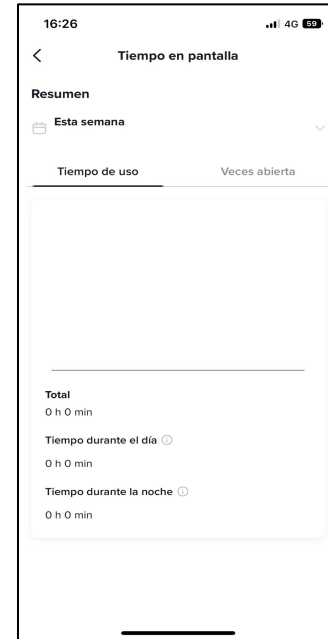 16:26
4G 59
Tiempo en pantalla
Resumen
Esta semana
Tiempo de uso Veces abierta
Total
0 h 0 min
Tiempo durante el día
0 h 0 min
Tiempo durante la noche
0 h 0 min